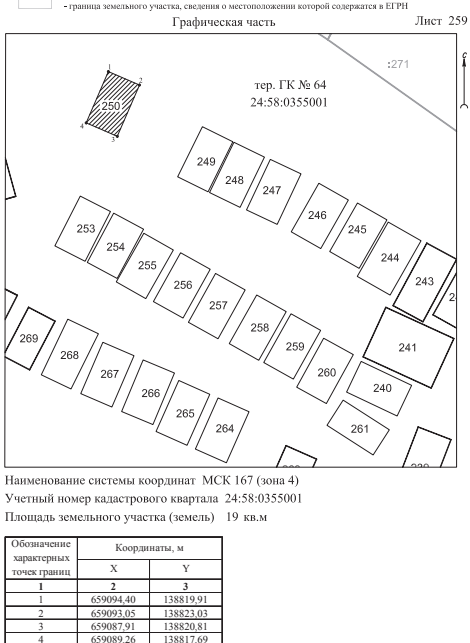 - граница земельного участка, сведения о местоположении которой содержатся в ЕГРН
Графическая часть
Лист 259
:271
с
тер. ГК № 64
24:58:0355001
1
2
250
4
3
249
248
247
246
245
244
243
253
254
255
256
257
258
259
260
241
240
261
269
268
267
266
265
264
Наименование системы координат МСК 167 (зона 4)
Учетный номер кадастрового квартала 24:58:0355001
Площадь земельного участка (земель) 19 кв.м
Обозначение характерных точек границ
Координаты, м
X
Y
1 2 3
1 659094,40 138819,91
2 659093,05 138823,03
3 659087,91 138820,81
4 659089,26 138817,69